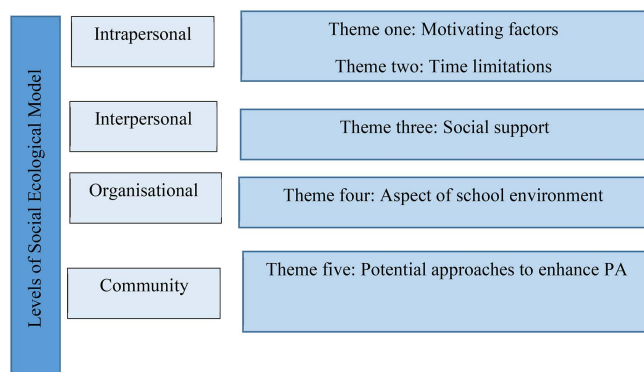 Levels of Social Ecological Model
Intrapersonal
Theme one: Motivating factors
Theme two: Time limitations
Interpersonal
Theme three: Social support
Organisational
Theme four: Aspect of school environment
Community
Theme five: Potential approaches to enhance PA